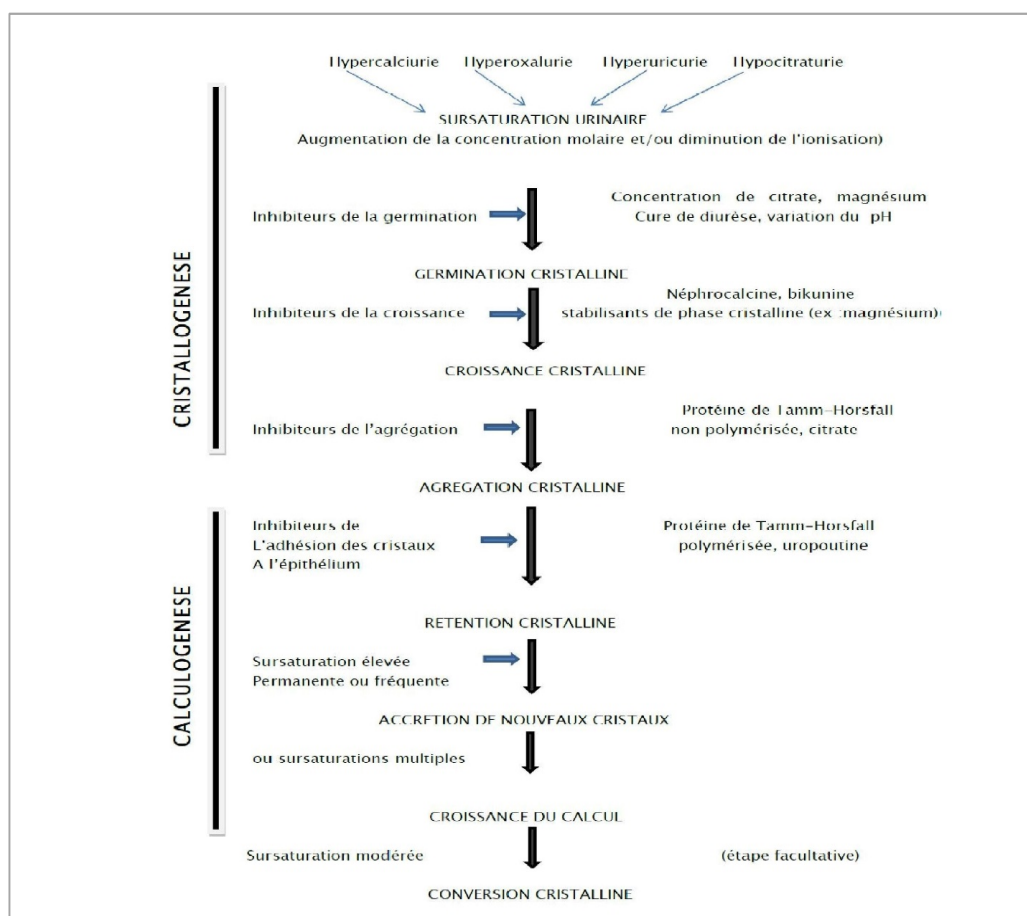 Hypercalciurie Hyperoxalurie Hyperuricurie Hypocitraturie
SURSATURATION URINAIRE
Augmentation de la concentration molaire et/ou diminution de l'ionisation)
Inhibiteurs de la germination
Concentration de citrate, magnésium
Cure de diurèse, variation du pH
GERMINATION CRISTALLINE
Inhibiteurs de la croissance
Néphrocalcine, bikunine
stabilisants de phase cristalline (ex :magnésium)
CROISSANCE CRISTALLINE
Inhibiteurs de l'agrégation
Protéine de Tamm-Horsfall
non polymérisée, citrate
AGREGATION CRISTALLINE
CRISTALLOGENESE
Inhibiteurs de
L'adhésion des cristaux
A l'épithélium
Protéine de Tamm-Horsfall
polymérisée, uropoutine
RETENTION CRISTALLINE
Sursaturation élevée
Permanente ou fréquente
ACCRETION DE NOUVEAUX CRISTAUX
ou sursaturations multiples
CROISSANCE DU CALCUL
CALCULOGENESE
Sursaturation modérée
(étape facultative)
CONVERSION CRISTALLINE